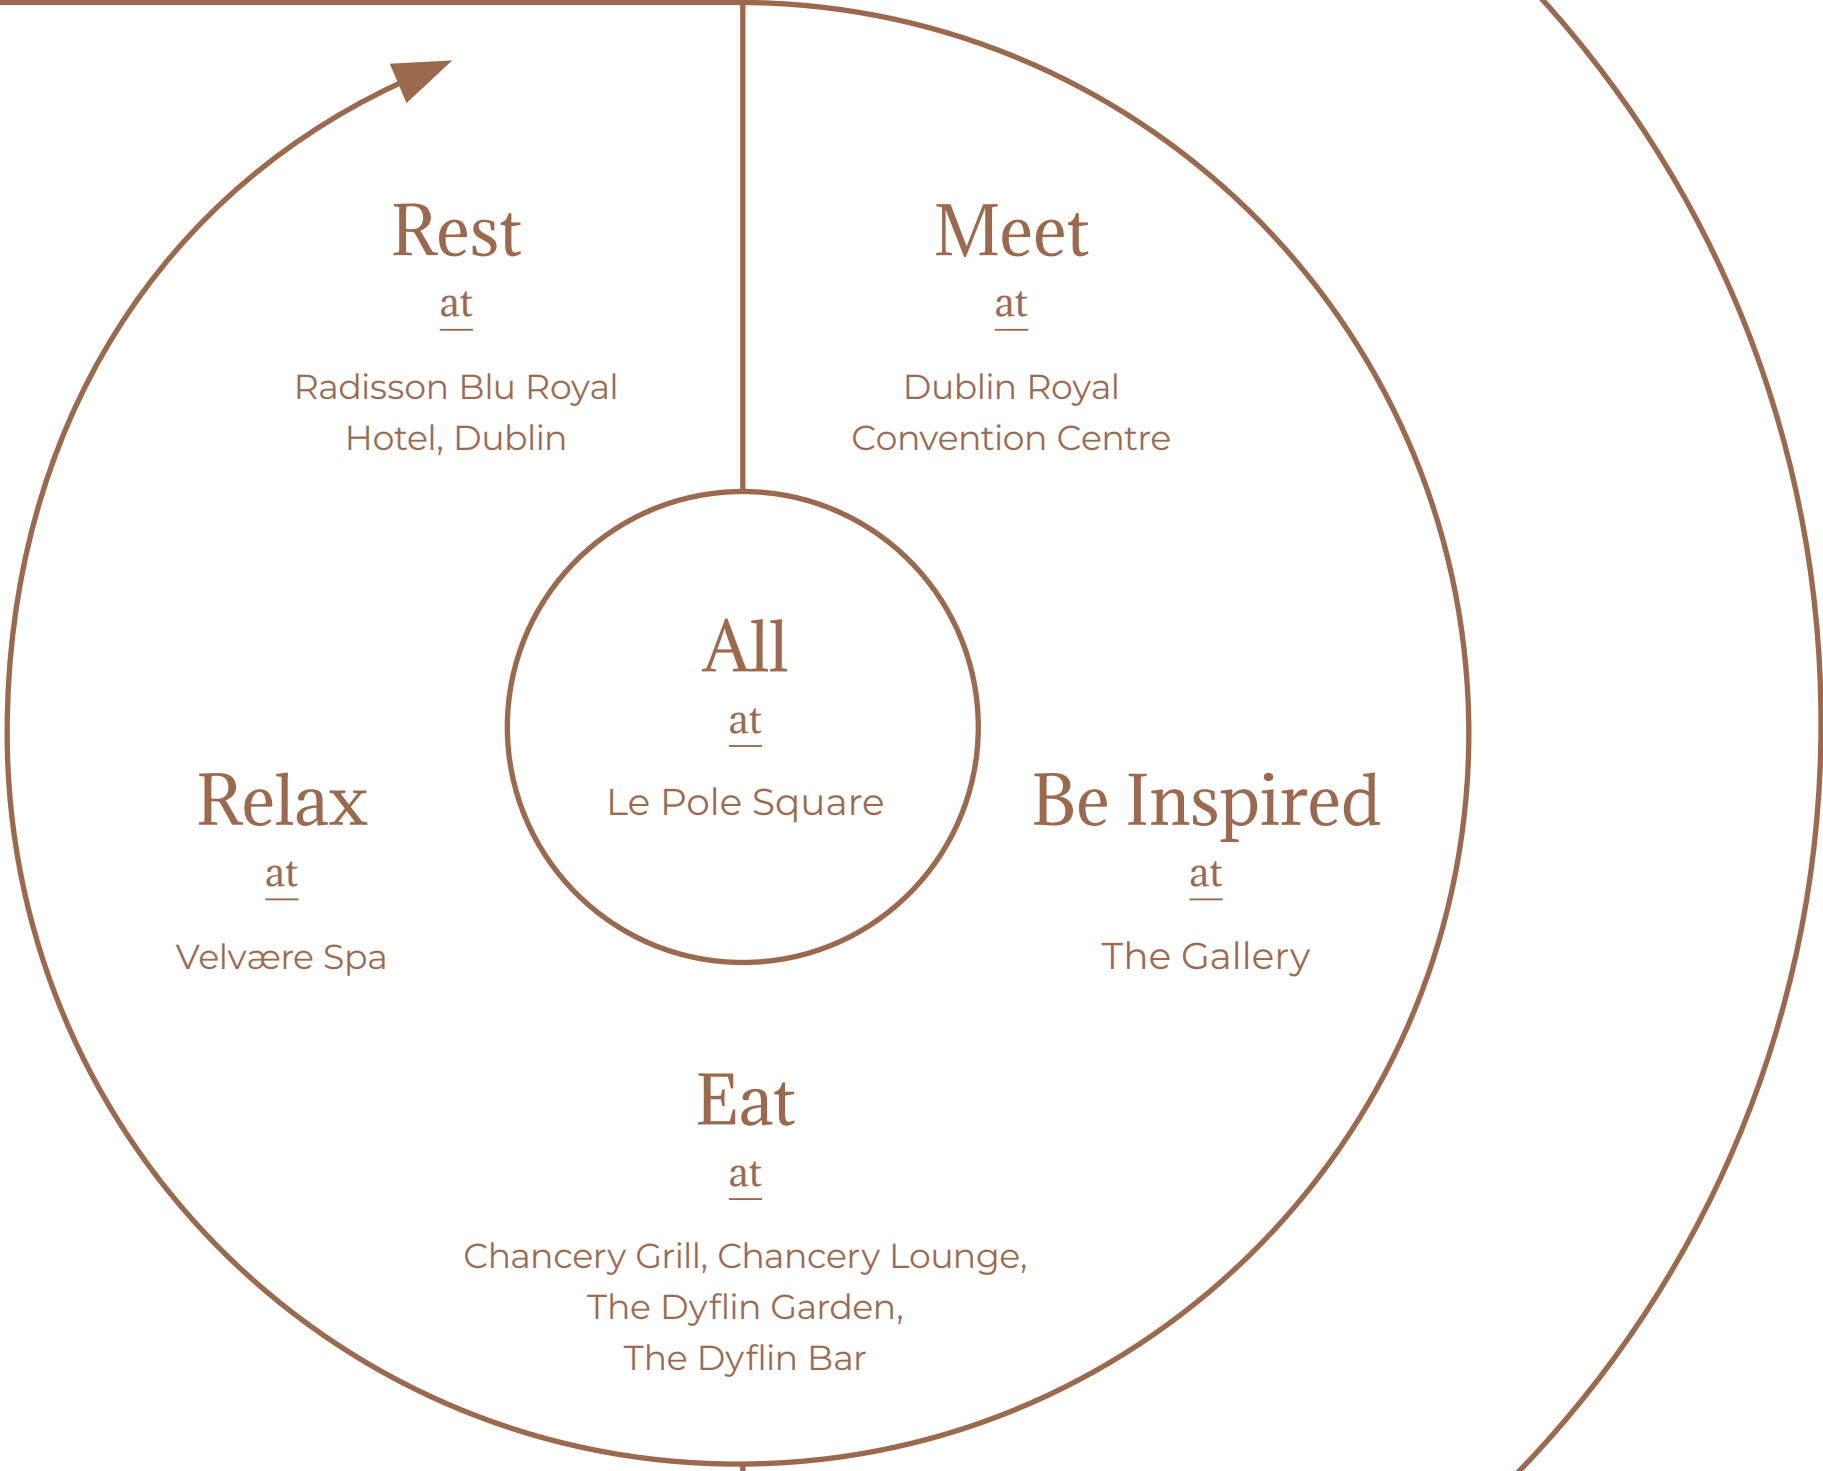 Rest
at
Radisson Blu Royal
Hotel, Dublin
Meet
at
Dublin Royal
Convention Centre
All
at
Le Pole Square
Relax
at
Velvære Spa
Be Inspired
at
The Gallery
Eat
at
Chancery Grill, Chancery Lounge,
The Dyflin Garden,
The Dyflin Bar